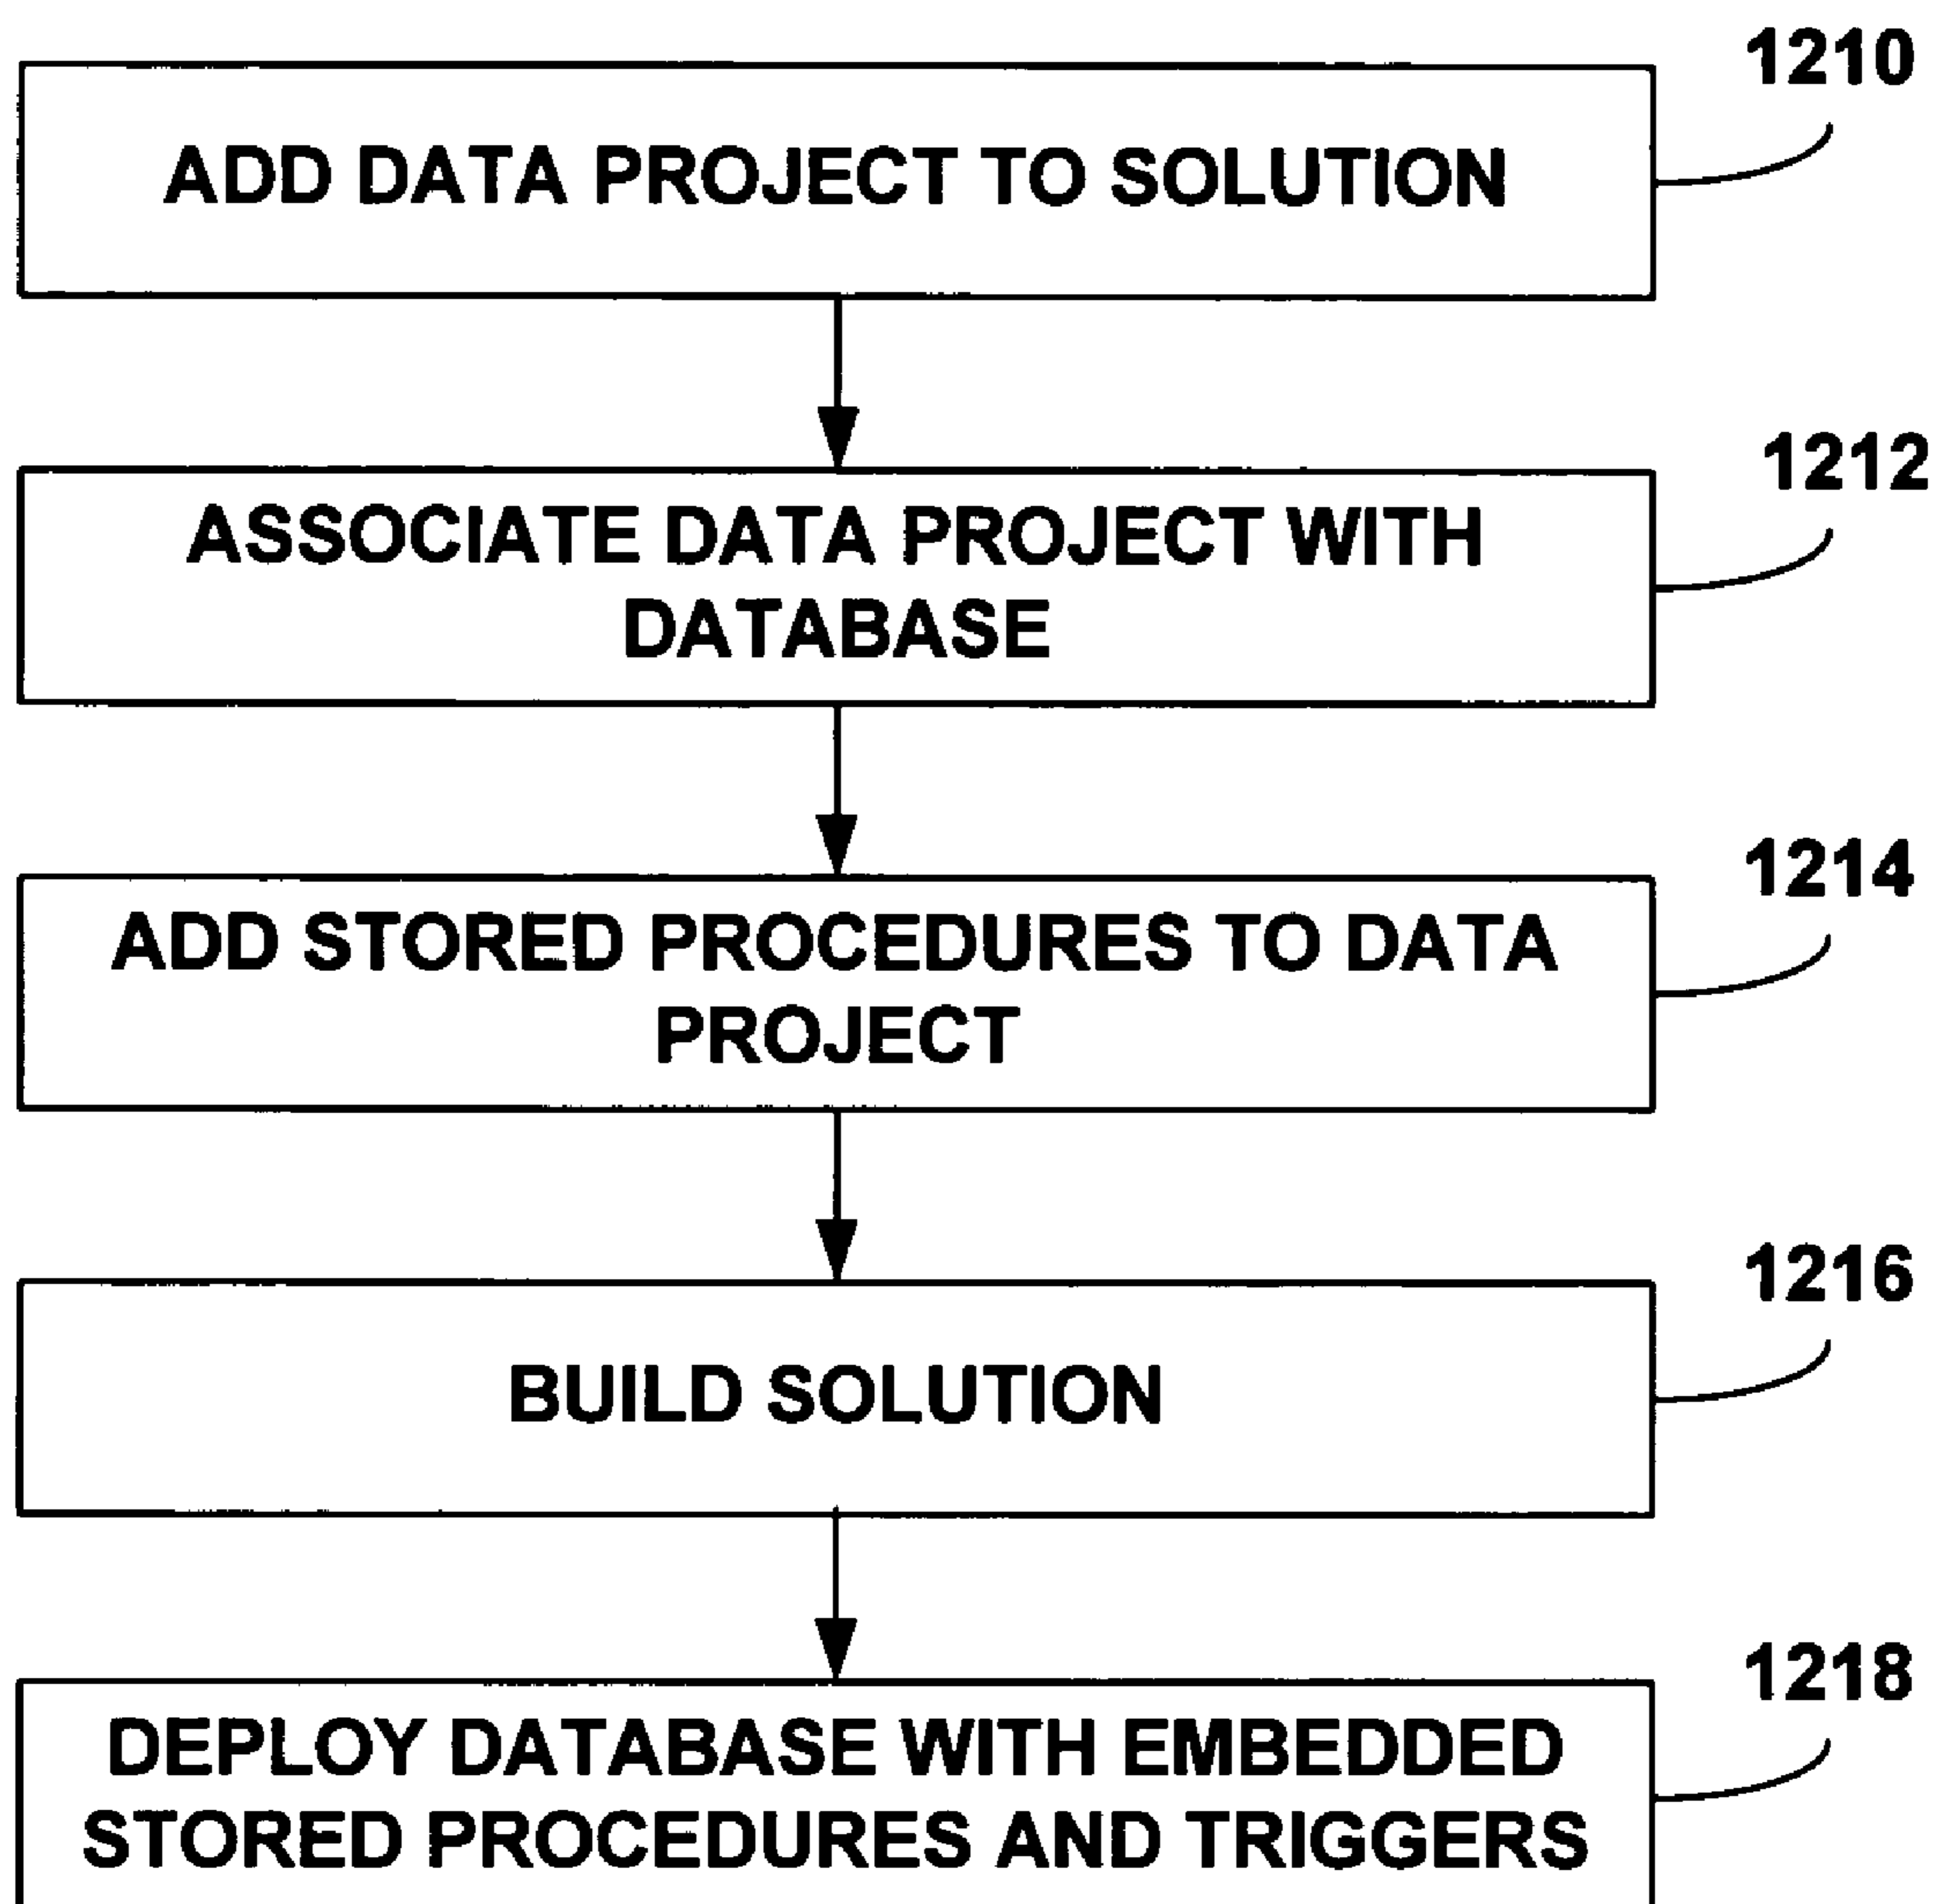 1210
ADD DATA PROJECT TO SOLUTION
1212
ASSOCIATE DATA PROJECT WITH
DATABASE
1214
ADD STORED PROCEDURES TO DATA
PROJECT
1216
BUILD SOLUTION
1218
DEPLOY DATABASE WITH EMBEDDED
STORED PROCEDURES AND TRIGGERS